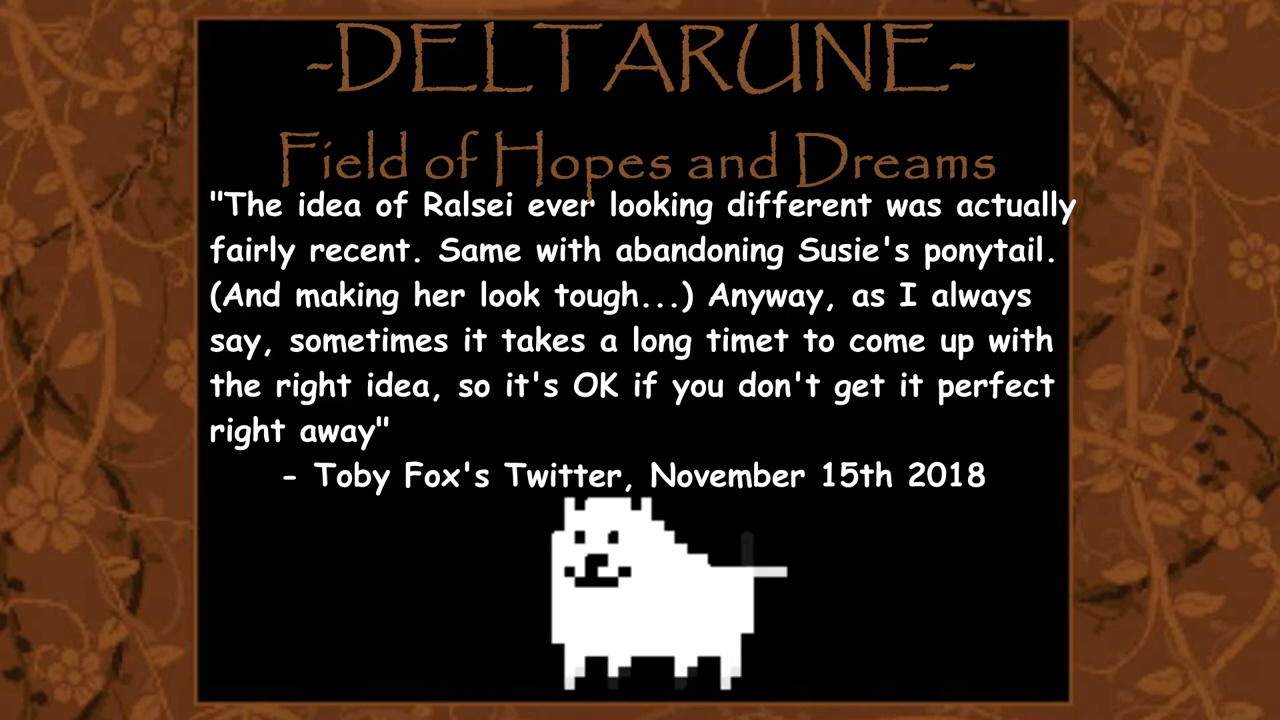 -DELTARUNE-
Field of Hopes and Dreams
"The idea of Ralsei ever looking different was actually
fairly recent. Same with abandoning Susie's ponytail.
(And making her look tough...) Anyway, as I always
say, sometimes it takes a long timet to come up with
the right idea, so it's OK if you don't get it perfect
right away"
- Toby Fox's Twitter, November 15th 2018